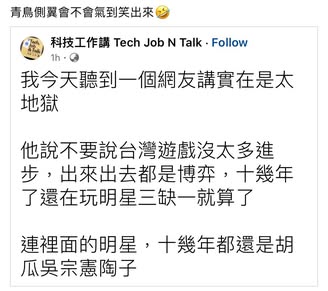 青鳥側翼會不會氣到笑出來🤣
科技工作講 Tech Job N Talk · Follow
1h ·
我今天聽到一個網友講實在是太
地獄
他說不要說台灣遊戲沒太多進
步，出來出去都是博弈，十幾年
了還在玩明星三缺一就算了
連裡面的明星，十幾年都還是胡
瓜吳宗憲陶子